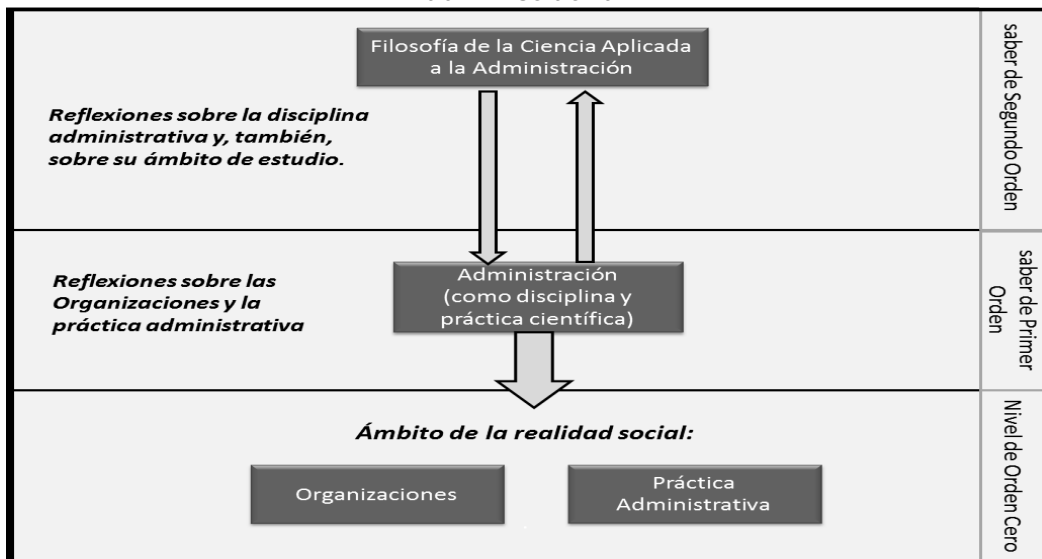 Filosofía de la Ciencia Aplicada
a la Administración
Reflexiones sobre la disciplina
administrativa y, también,
sobre su ámbito de estudio.
saber de Segundo Orden
Reflexiones sobre las
Organizaciones y la
práctica administrativa
Administración
(como disciplina y
práctica científica)
saber de Primer
Orden
Ámbito de la realidad social:
Organizaciones
Práctica
Administrativa
Nivel de Orden Cero